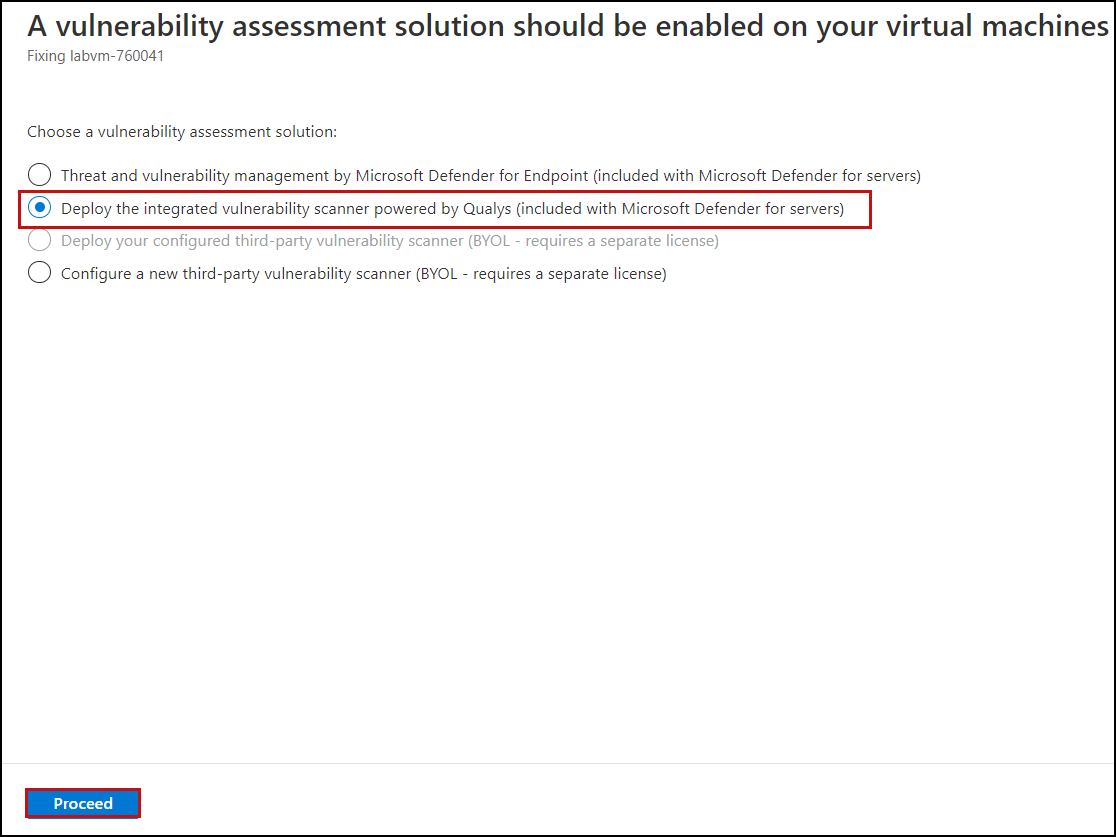 A vulnerability assessment solution should be enabled on your virtual machines
Fixing labvm-760041
Choose a vulnerability assessment solution:
Threat and vulnerability management by Microsoft Defender for Endpoint (included with Microsoft Defender for servers)
Deploy the integrated vulnerability scanner powered by Qualys (included with Microsoft Defender for servers)
Deploy your configured third-party vulnerability scanner (BYOL - requires a separate license)
Configure a new third-party vulnerability scanner (BYOL - requires a separate license)
Proceed